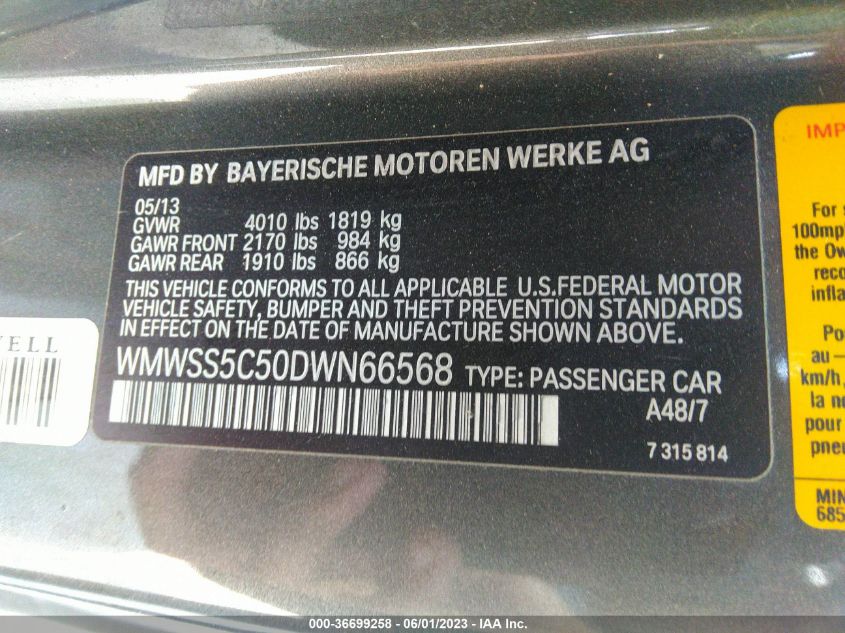 MFD BY BAYERISCHE MOTOREN WERKE AG
05/13
GVWR 4010 lbs 1819 kg
GAWR FRONT 2170 lbs 984 kg
GAWR REAR 1910 lbs 866 kg
THIS VEHICLE CONFORMS TO ALL APPLICABLE U.S.FEDERAL MOTOR
VEHICLE SAFETY, BUMPER AND THEFT PREVENTION STANDARDS
IN EFFECT ON THE DATE OF MANUFACTURE SHOWN ABOVE.
WMWSS5C50DWN66568 TYPE: PASSENGER CAR
A48/7
7 315 814
VELL
IMP
For
100mp
the Ow
reco
infla
Pos
au —
km/h,
la no
pour
pneu
MIN
685
000-36699258 - 06/01/2023 - IAA Inc.